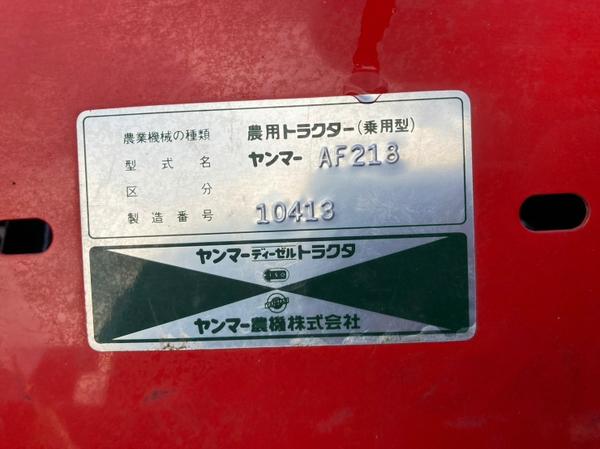 農業機械の種類 農用トラクター(乗用型)
型式名 ヤンマー AF218
区分
製造番号 10413
ヤンマーディーゼルトラクタ
ヤンマー農機株式会社